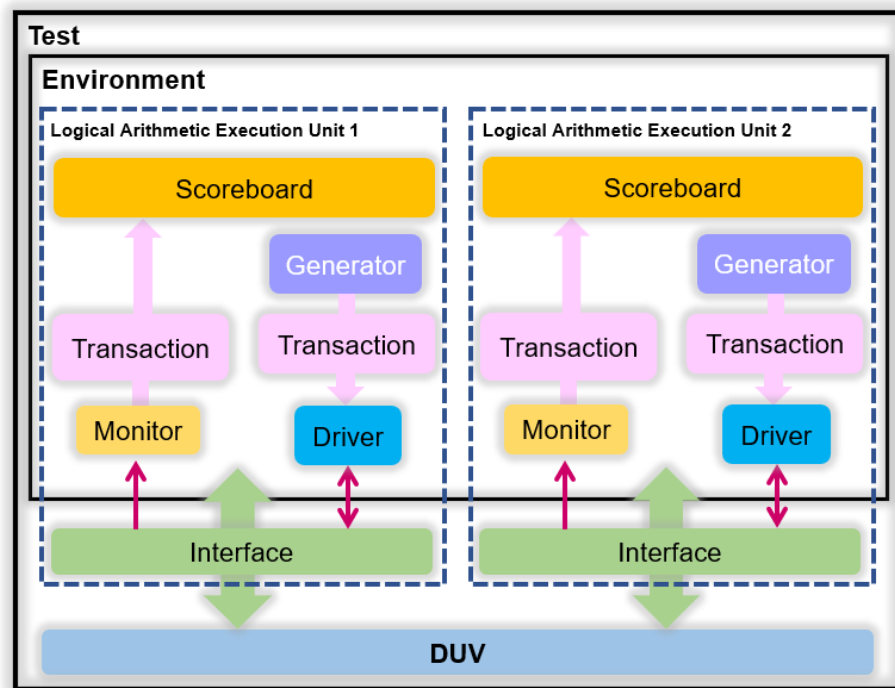 Test
Environment
Logical Arithmetic Execution Unit 1
Scoreboard
Generator
Transaction
Transaction
Monitor
Driver
Interface
Logical Arithmetic Execution Unit 2
Scoreboard
Generator
Transaction
Transaction
Monitor
Driver
Interface
DUV